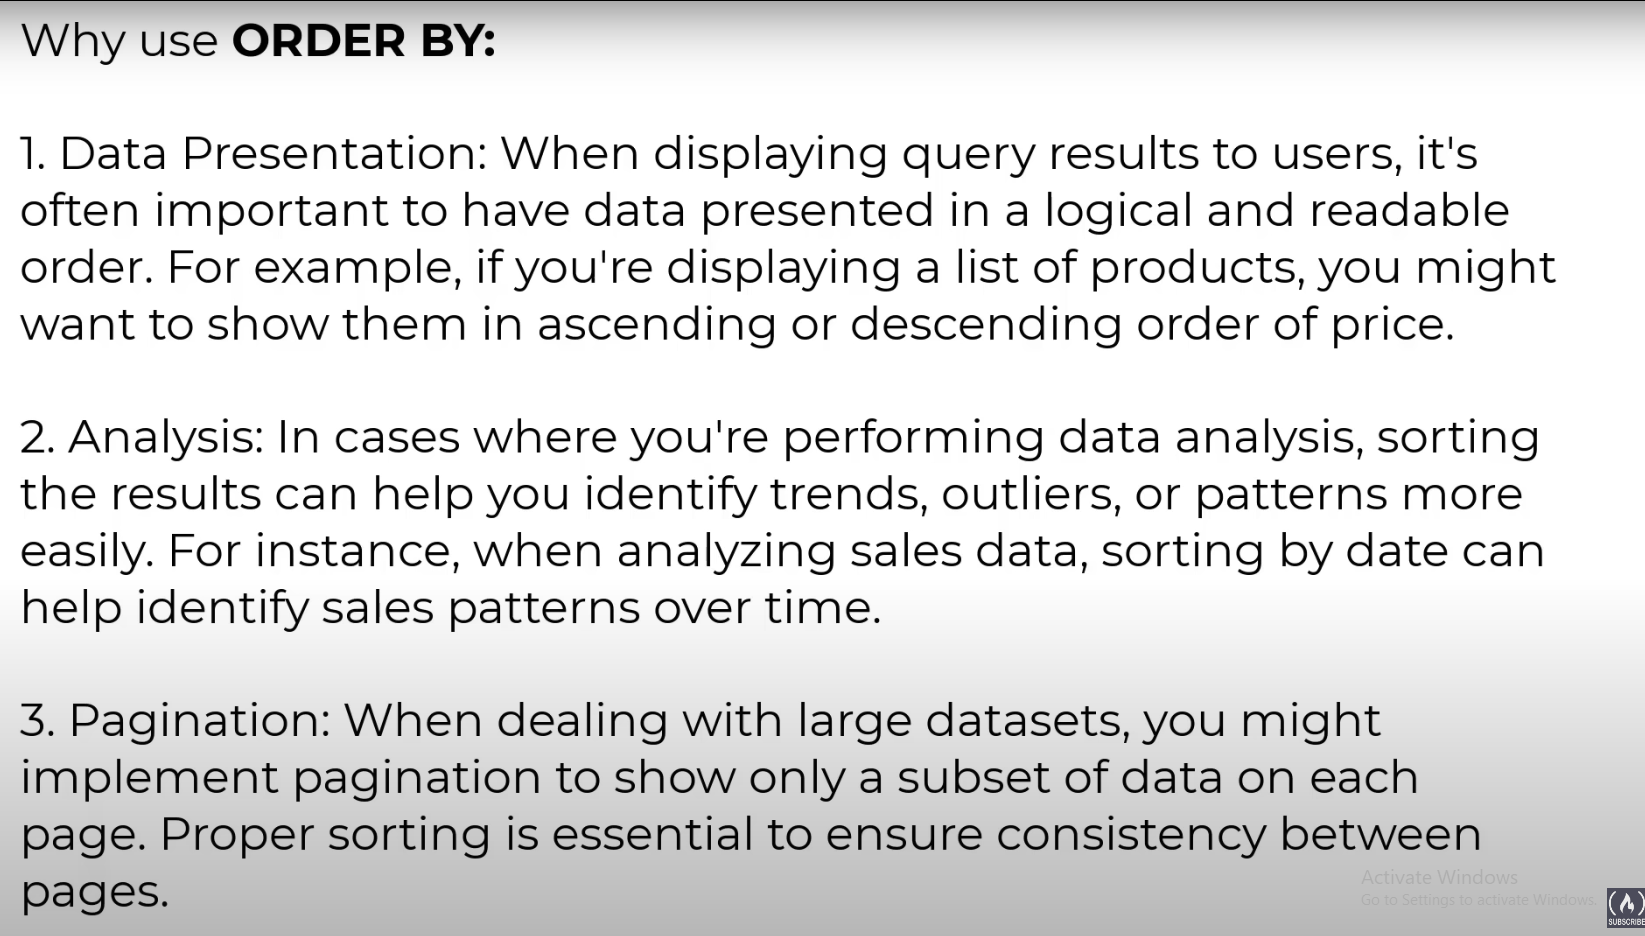 Why use ORDER BY:
1. Data Presentation: When displaying query results to users, it's
often important to have data presented in a logical and readable
order. For example, if you're displaying a list of products, you might
want to show them in ascending or descending order of price.
2. Analysis: In cases where you're performing data analysis, sorting
the results can help you identify trends, outliers, or patterns more
easily. For instance, when analyzing sales data, sorting by date can
help identify sales patterns over time.
3. Pagination: When dealing with large datasets, you might
implement pagination to show only a subset of data on each
page. Proper sorting is essential to ensure consistency between
pages.
Activate Windows
Go to Settings to activate Windows.
SUBSCRIBE